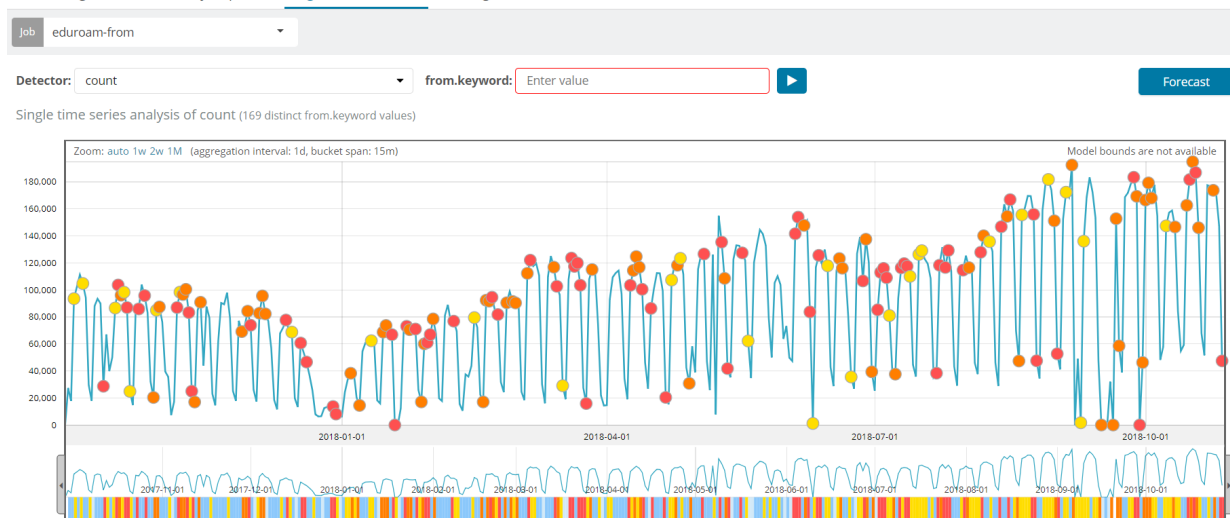 Job eduroam-from
Detector: count from.keyword: Enter value Forecast
Single time series analysis of count (169 distinct from.keyword values)
Zoom: auto 1w 2w 1M (aggregation interval: 1d, bucket span: 15m) Model bounds are not available
180,000
160,000
140,000
120,000
100,000
80,000
60,000
40,000
20,000
0
2018-01-01 2018-04-01 2018-07-01 2018-10-01
2017-11-01 2017-12-01 2018-01-01 2018-02-01 2018-03-01 2018-04-01 2018-05-01 2018-06-01 2018-07-01 2018-08-01 2018-09-01 2018-10-01